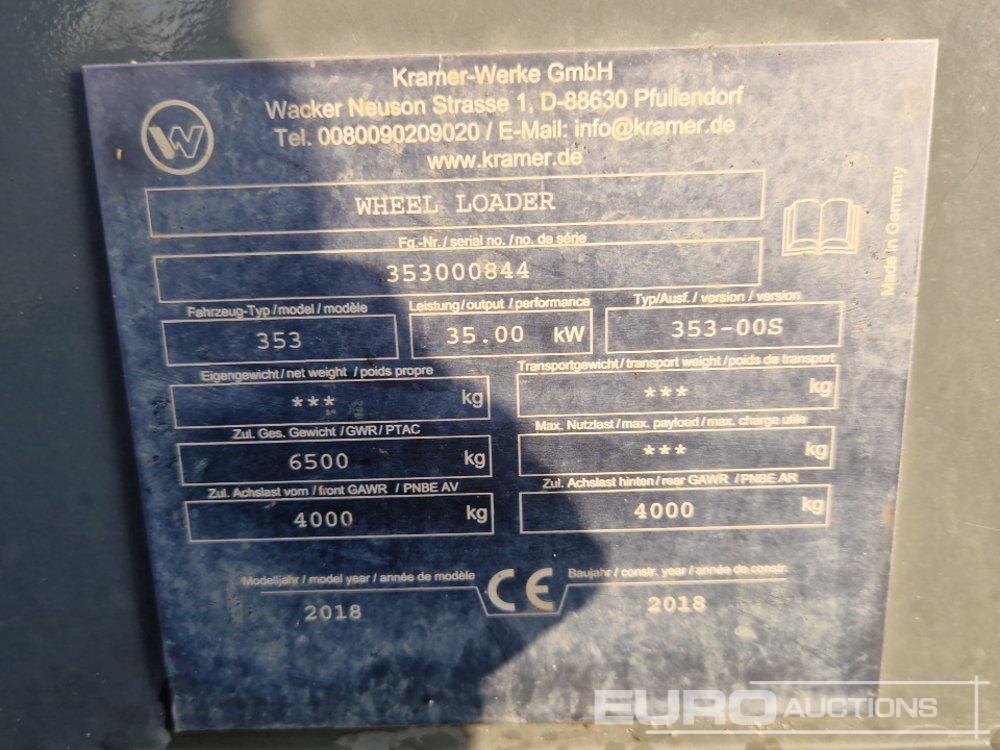 Kramer-Werke GmbH
Wacker Neuson Strasse 1, D-88630 Pfullendorf
Tel. 0080090209020 / E-Mail: info@kramer.de
www.kramer.de
W
WHEEL LOADER
Made in Germany
Fg.-Nr./ serial no. /no. de série
353000844
Fahrzeug-Typ / model / modèle Leistung / output / performance Typ/Ausf. / version / version
353 35.00 kW 353-00S
Eigengewicht / net weight / poids propre Transportgewicht / transport weight / poids de transport
*** kg *** kg
Zul. Ges. Gewicht / GWR / PTAC Max. Nutzlast / max. payload / max. charge utile
6500 kg *** kg
Zul. Achslast vorn / front GAWR / PNBE AV Zul. Achslast hinten / rear GAWR / PNBE AR
4000 kg 4000 kg
Modelljahr / model year / année de modèle CE Baujahr / constr. year / année de constr.
2018 2018
EURO AUCTIONS